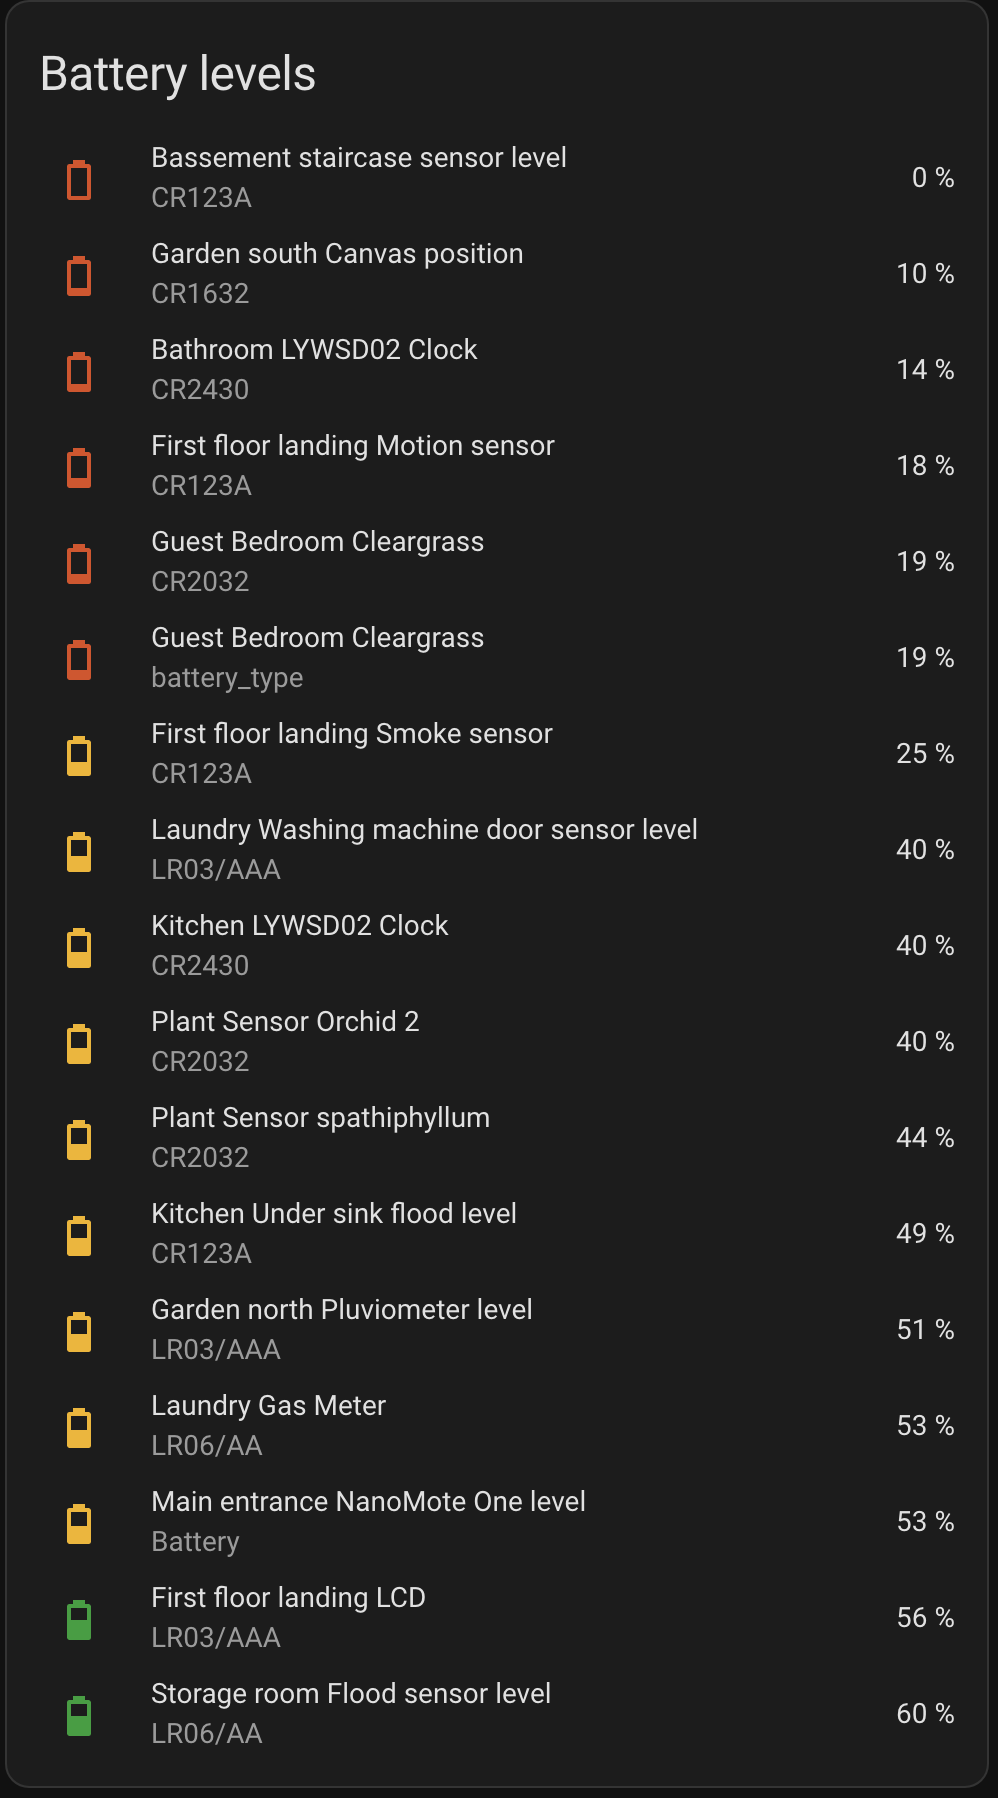 Battery levels
Bassement staircase sensor level
CR123A
0 %
Garden south Canvas position
CR1632
10 %
Bathroom LYWSD02 Clock
CR2430
14 %
First floor landing Motion sensor
CR123A
18 %
Guest Bedroom Cleargrass
CR2032
19 %
Guest Bedroom Cleargrass
battery_type
19 %
First floor landing Smoke sensor
CR123A
25 %
Laundry Washing machine door sensor level
LR03/AAA
40 %
Kitchen LYWSD02 Clock
CR2430
40 %
Plant Sensor Orchid 2
CR2032
40 %
Plant Sensor spathiphyllum
CR2032
44 %
Kitchen Under sink flood level
CR123A
49 %
Garden north Pluviometer level
LR03/AAA
51 %
Laundry Gas Meter
LR06/AA
53 %
Main entrance NanoMote One level
Battery
53 %
First floor landing LCD
LR03/AAA
56 %
Storage room Flood sensor level
LR06/AA
60 %